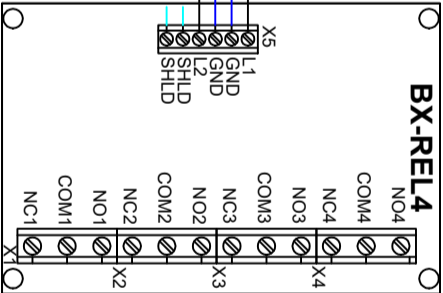 X5
SHLD
SHLD
L2
GND
GND
L1
BX-REL4
NC1
COM1
NO1
NC2
COM2
NO2
NC3
COM3
NO3
NC4
COM4
NO4
X1
X2
X3
X4